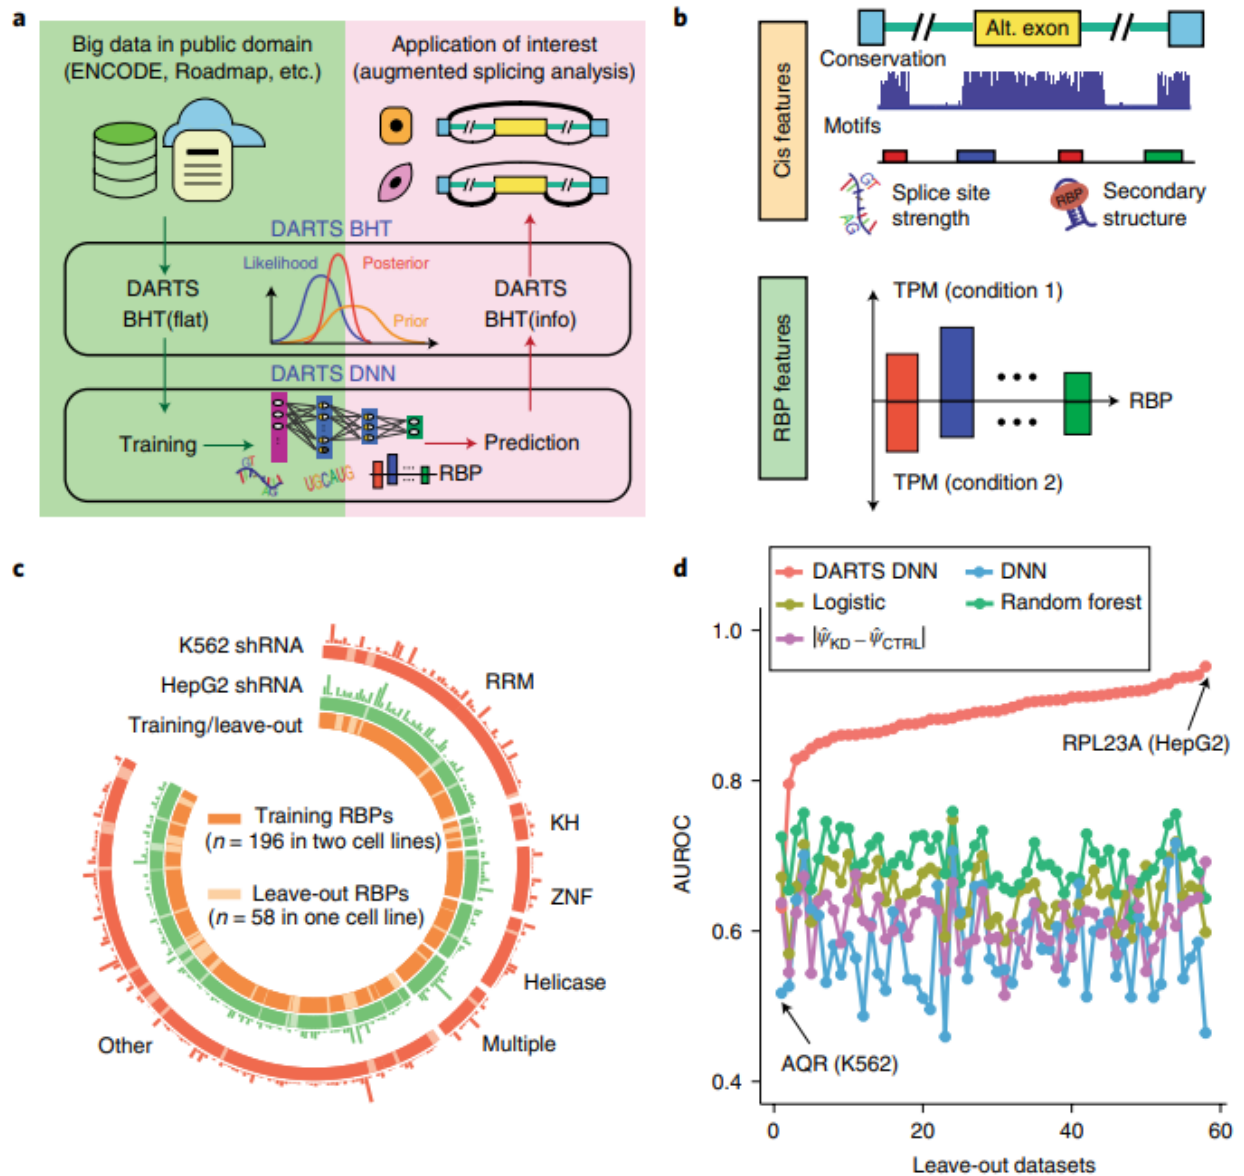 a
Big data in public domain
(ENCODE, Roadmap, etc.)
Application of interest
(augmented splicing analysis)
DARTS BHT
Likelihood
Posterior
Prior
DARTS
BHT(flat)
DARTS
BHT(info)
DARTS DNN
Training
Prediction
GT
AG
UGCAUG
RBP
b
Cis features
Alt. exon
Conservation
Motifs
GT
AG
Splice site
strength
RBP
Secondary
structure
RBP features
TPM (condition 1)
RBP
TPM (condition 2)
c
K562 shRNA
HepG2 shRNA
Training/leave-out
RRM
KH
ZNF
Helicase
Multiple
Other
Training RBPs
(n = 196 in two cell lines)
Leave-out RBPs
(n = 58 in one cell line)
d
DARTS DNN
DNN
Logistic
Random forest
|ψ̂KD − ψ̂CTRL|
1.0
0.8
0.6
0.4
AUROC
RPL23A (HepG2)
AQR (K562)
0
20
40
60
Leave-out datasets